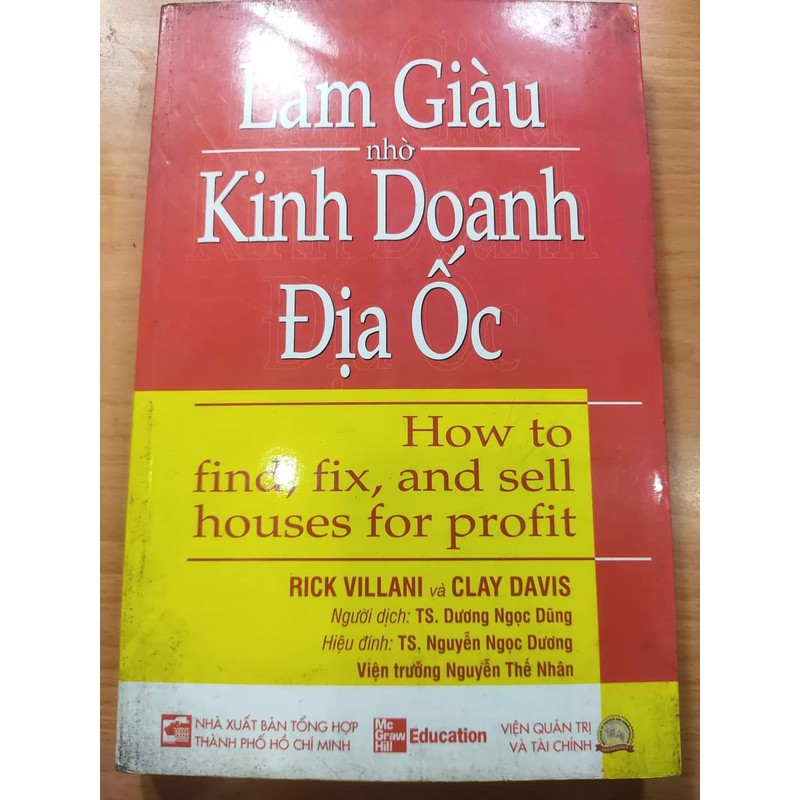 Làm Giàu
nhờ
Kinh Doanh
Địa Ốc
How to
find, fix, and sell
houses for profit
RICK VILLANI và CLAY DAVIS
Người dịch: TS. Dương Ngọc Dũng
Hiệu đính: TS. Nguyễn Ngọc Dương
Viện trưởng Nguyễn Thế Nhân
NHÀ XUẤT BẢN TỔNG HỢP
THÀNH PHỐ HỒ CHÍ MINH
Mc
Graw
Hill
Education
VIỆN QUẢN TRỊ
VÀ TÀI CHÍNH